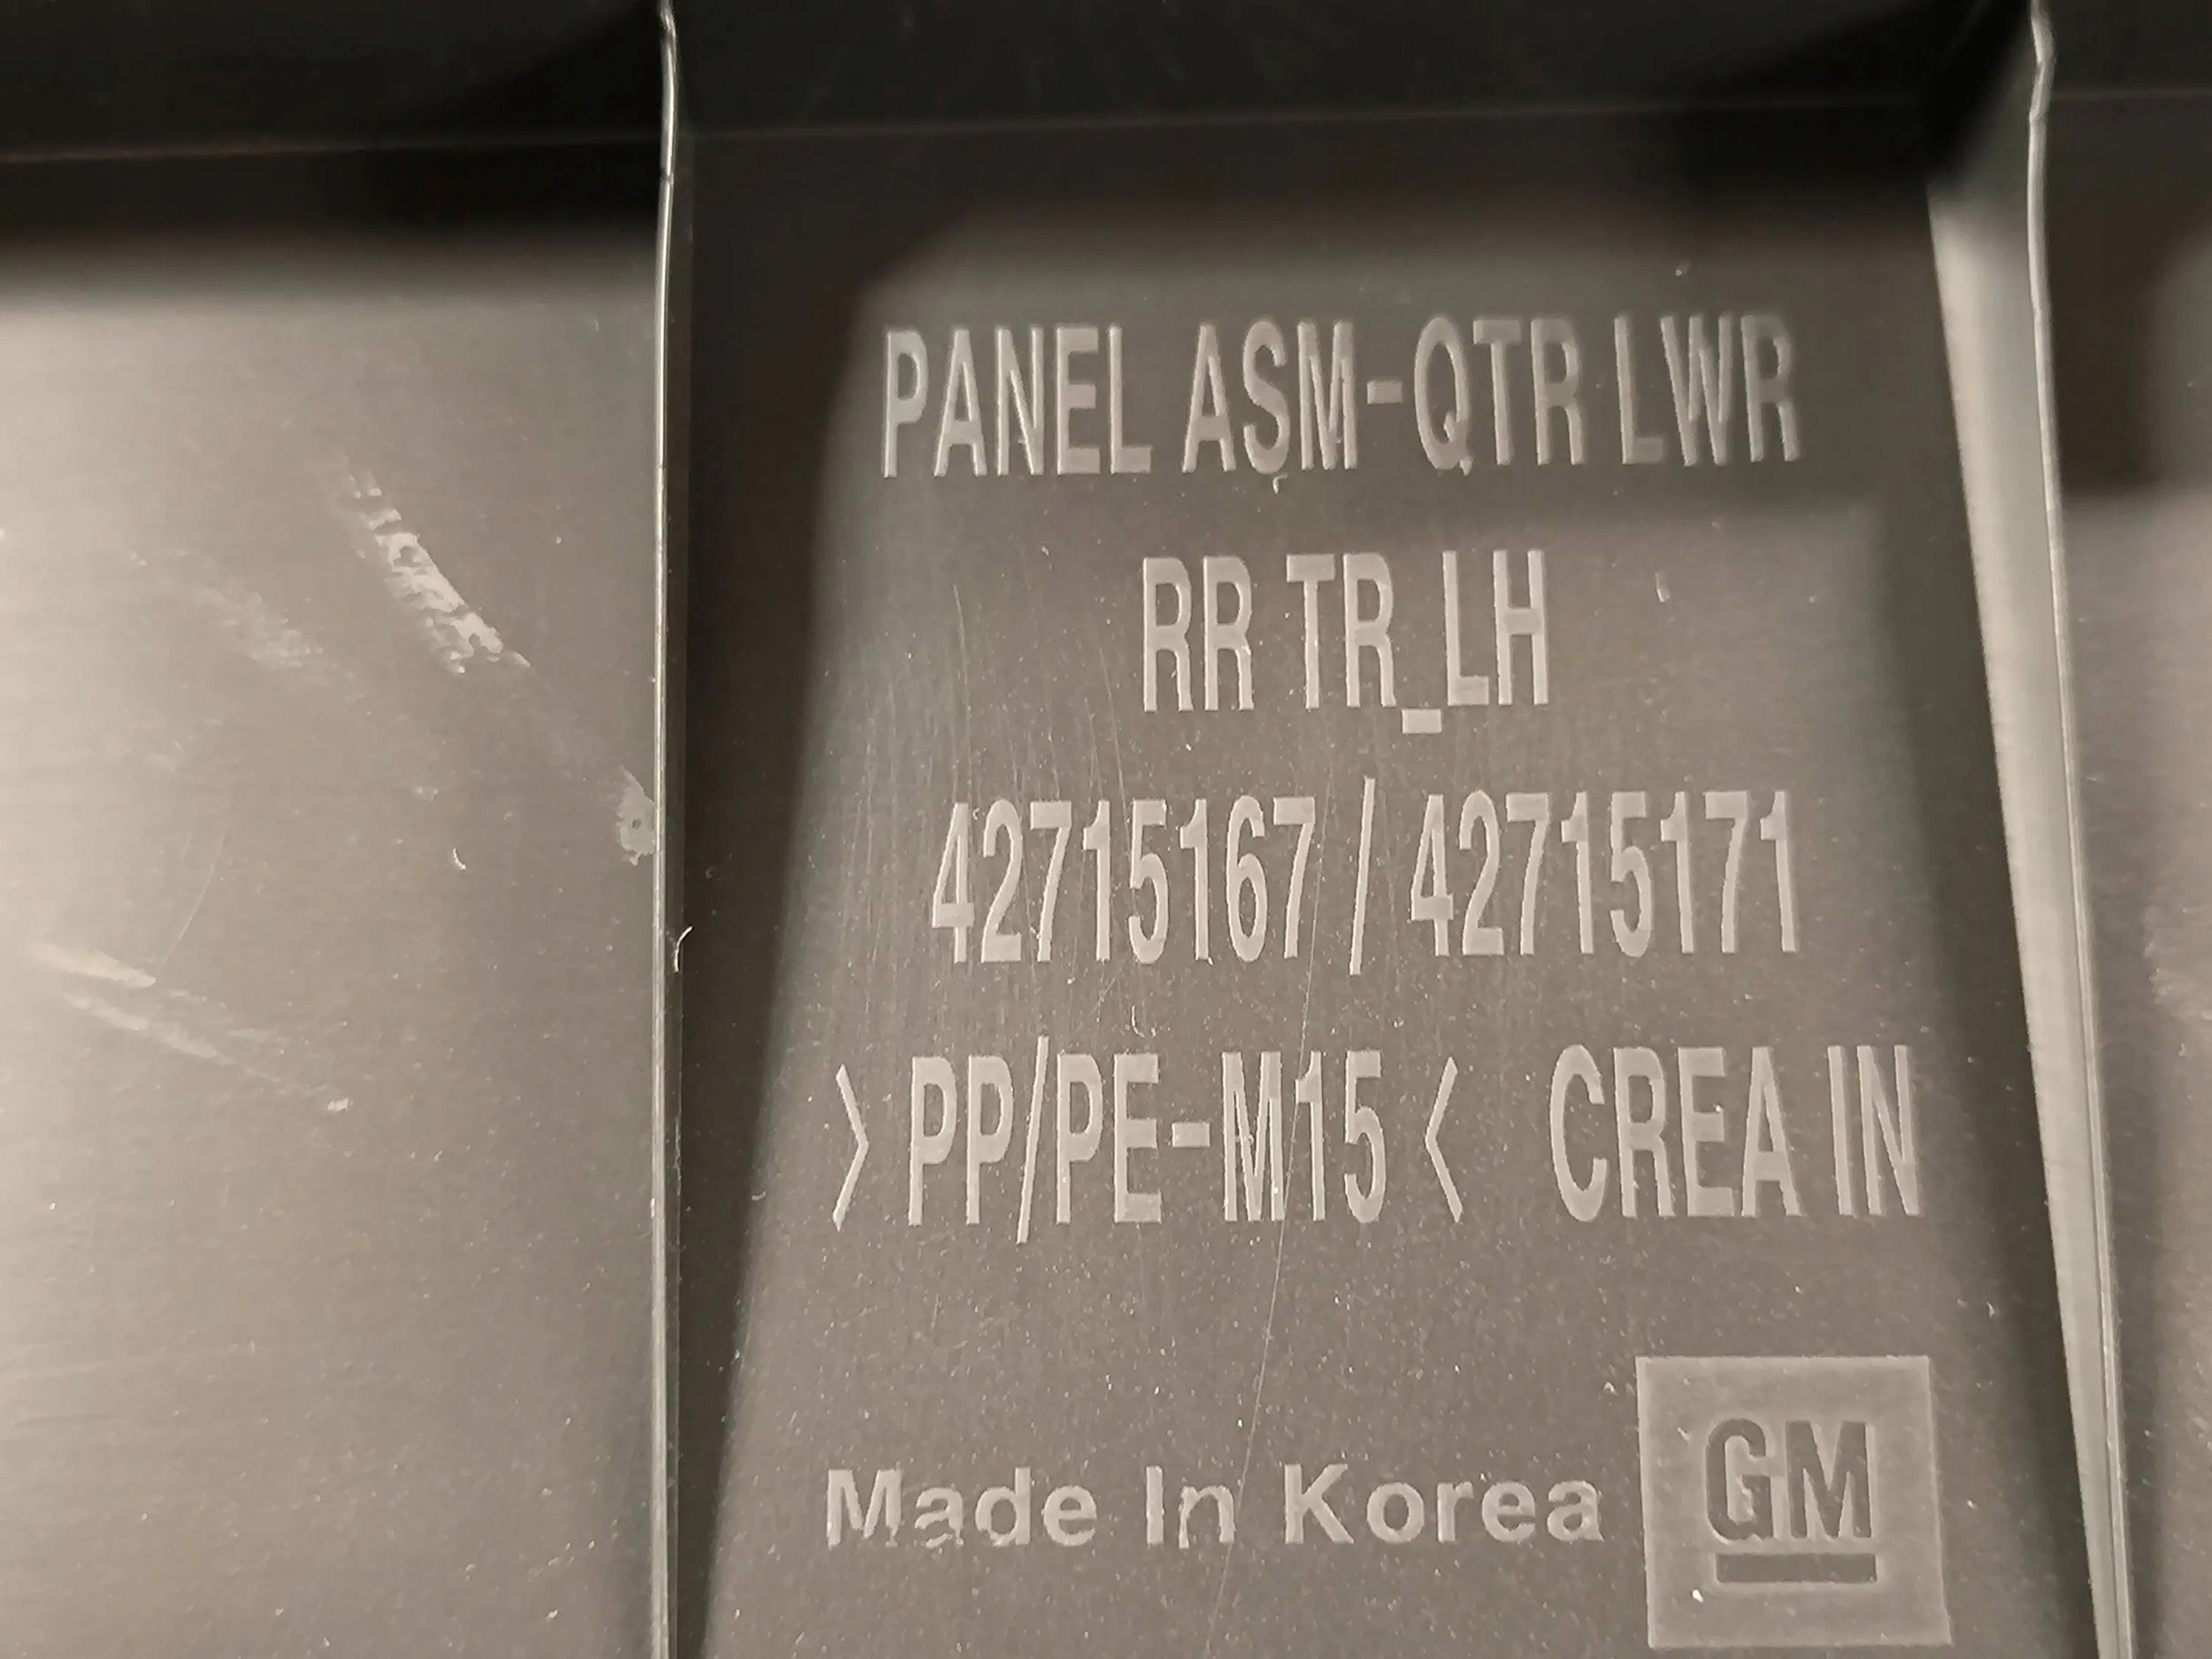 PANEL ASM-QTR LWR
RR TR_LH
42715167 / 42715171
>PP/PE-M15< CREA IN
Made In Korea GM